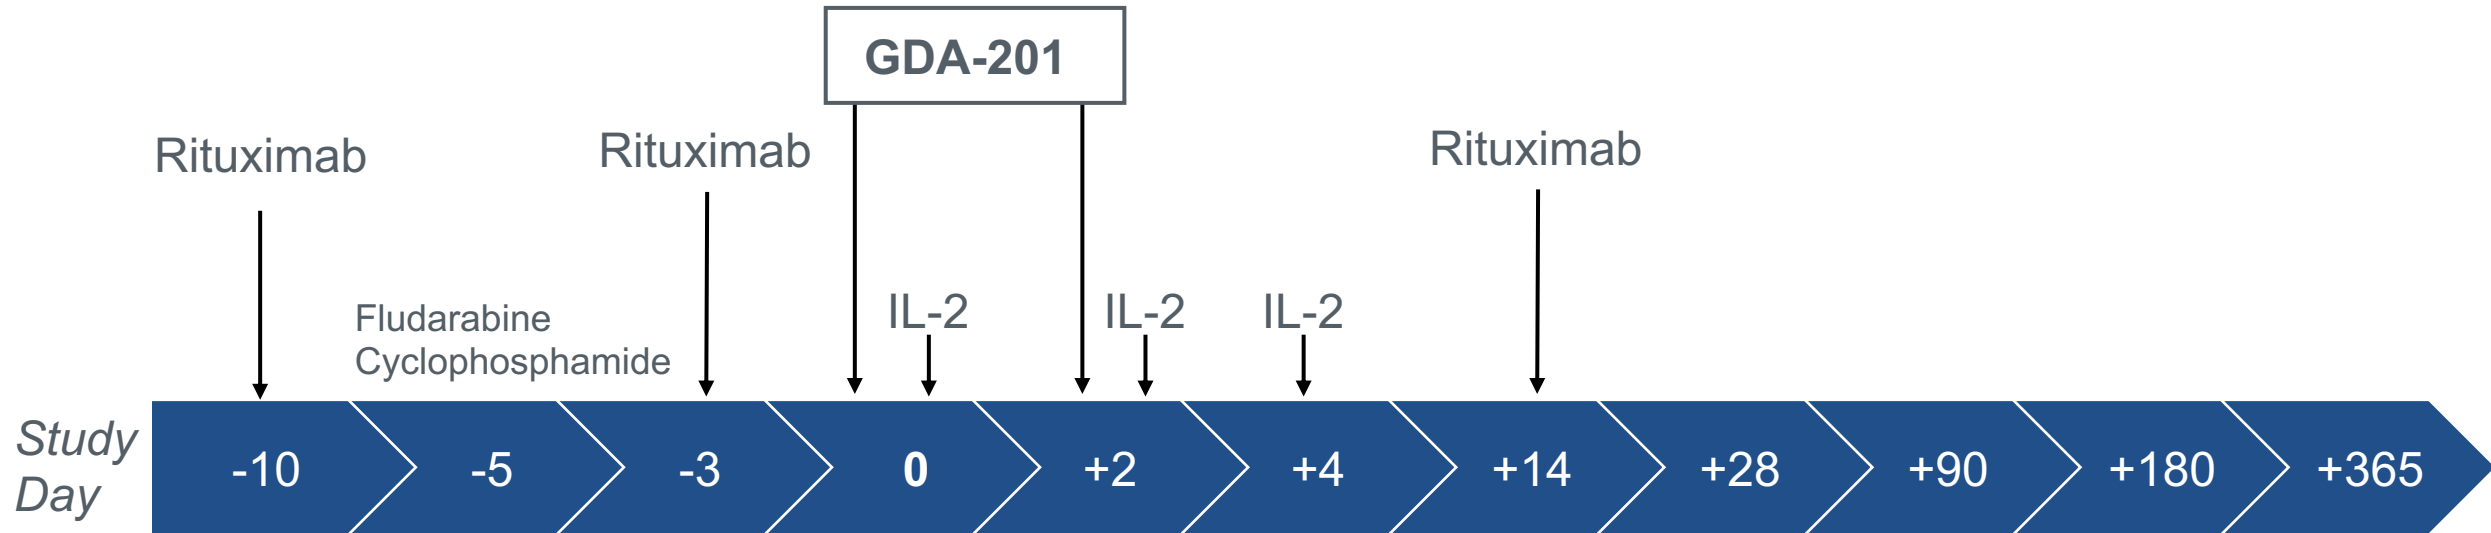 GDA-201
Rituximab
Rituximab
Rituximab
Fludarabine
Cyclophosphamide
IL-2
IL-2
IL-2
Study
Day
-10
-5
-3
0
+2
+4
+14
+28
+90
+180
+365